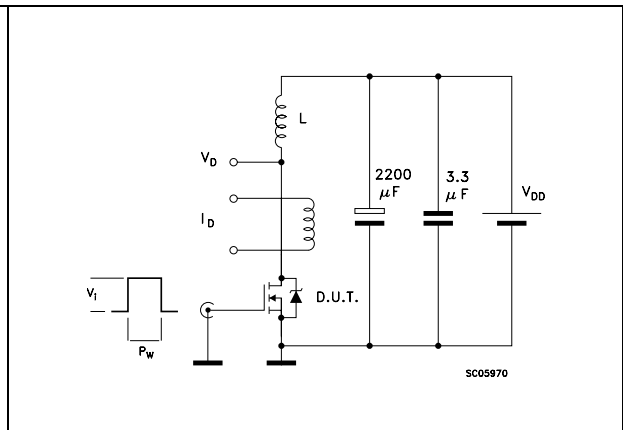 L
V_D
2200
μF
3.3
μF
V_DD
I_D
V_i
D.U.T.
P_W
SC05970